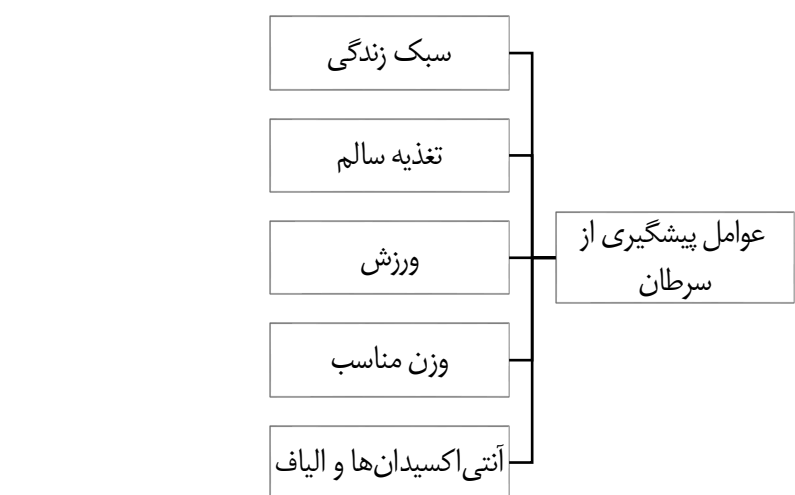 عوامل پیشگیری از
سرطان
سبک زندگی
تغذیه سالم
ورزش
وزن مناسب
آنتی‌اکسیدان‌ها و الیاف